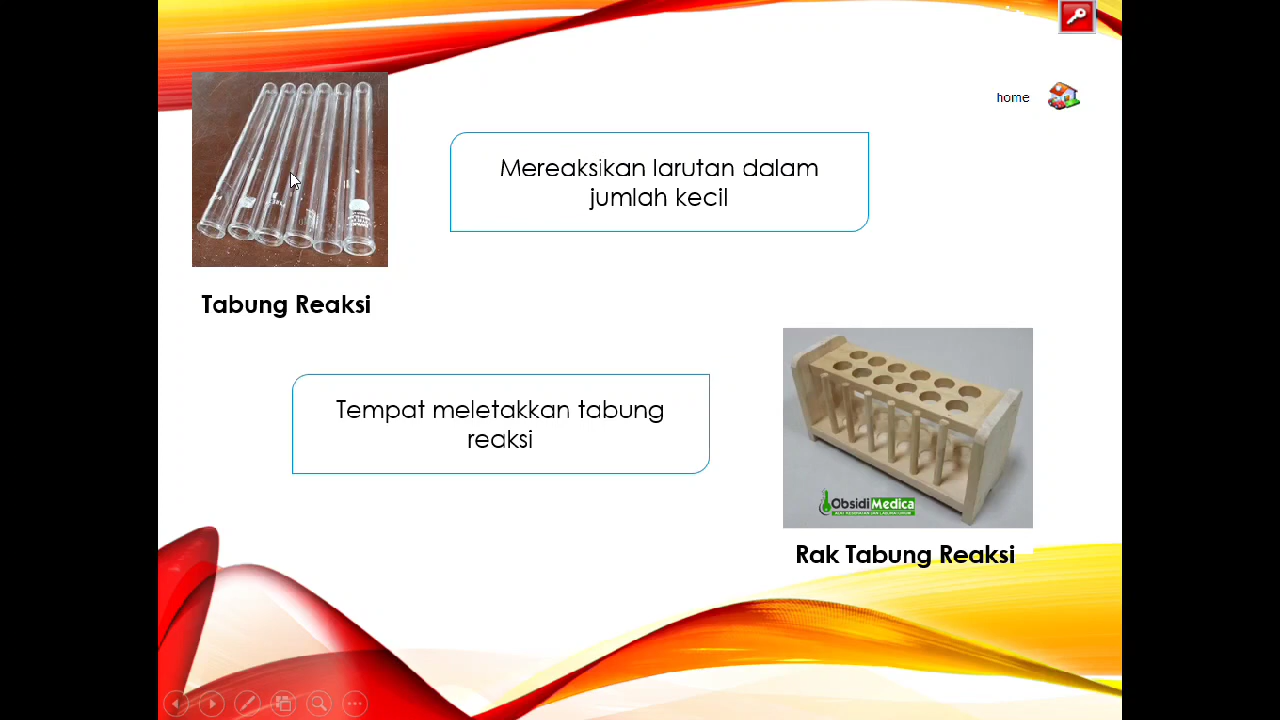 home
Mereaksikan larutan dalam
jumlah kecil
Tabung Reaksi
Tempat meletakkan tabung
reaksi
ObsidiMedica
Rak Tabung Reaksi